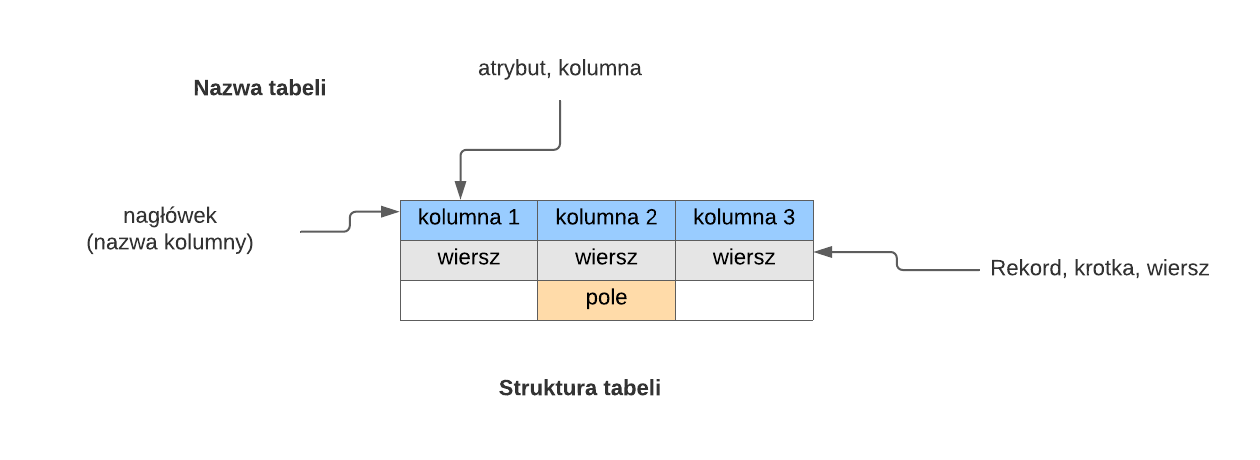 atrybut, kolumna
Nazwa tabeli
nagłówek
(nazwa kolumny)
kolumna 1 kolumna 2 kolumna 3
wiersz wiersz wiersz
Rekord, krotka, wiersz
pole
Struktura tabeli